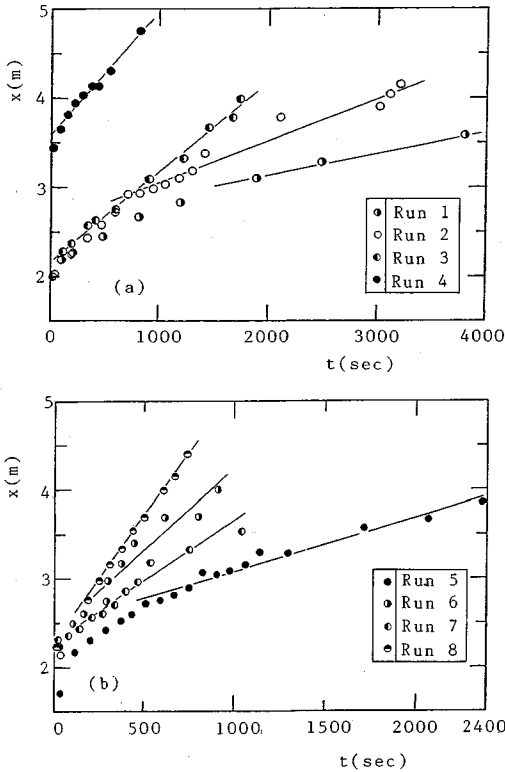 x(m)
5
4
3
2
(a)
Run 1
Run 2
Run 3
Run 4
0 1000 2000 3000 4000
t(sec)
x(m)
5
4
3
2
(b)
Run 5
Run 6
Run 7
Run 8
0 500 1000 1500 2000 2400
t(sec)